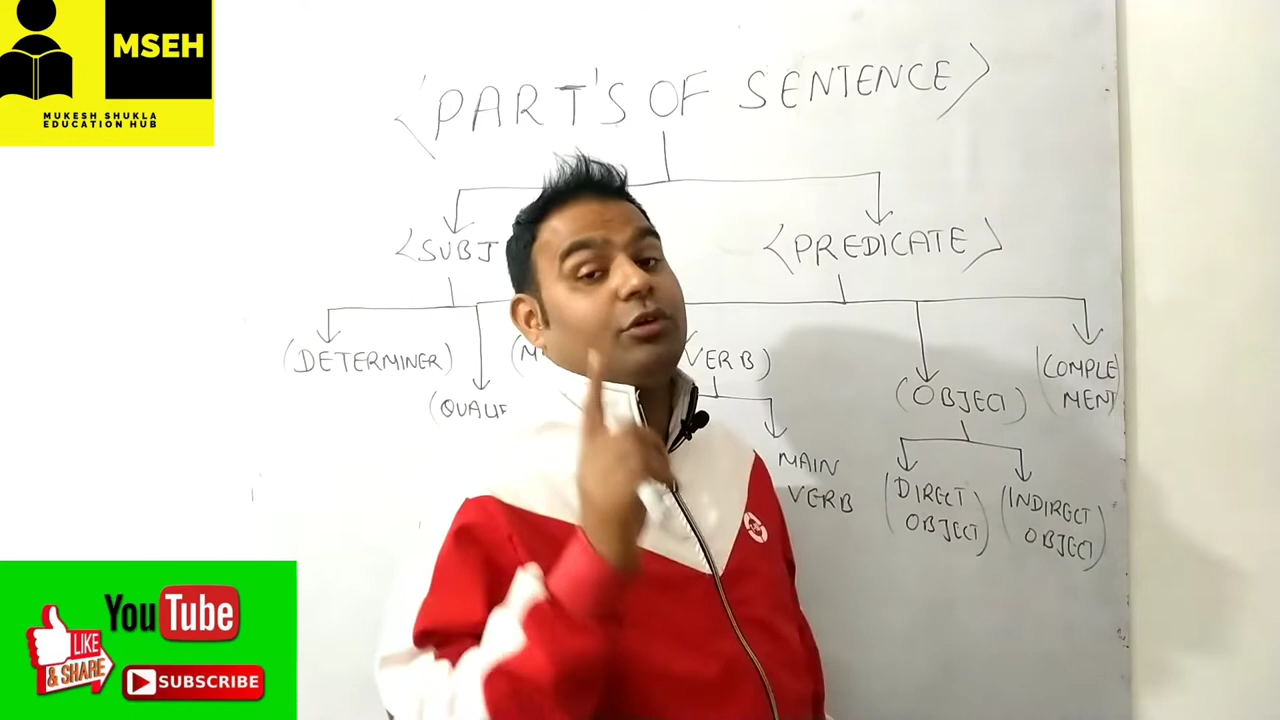 MSEH
MUKESH SHUKLA
EDUCATION HUB
<PART'S OF SENTENCE>
<SUBJ
<PREDICATE>
(DETERMINER)
VERB)
(COMPLE
MENT
(QUALIF
(OBJECT)
MAIN
VERB
(DIRECT
OBJECT)
(INDIRECT
OBJECT)
YouTube
LIKE
& SHARE
SUBSCRIBE